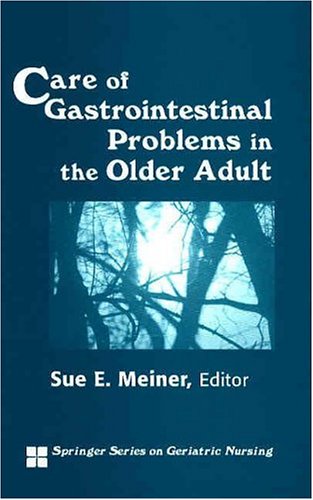 Care of
Gastrointestinal
Problems in
the Older Adult
Sue E. Meiner, Editor
Springer Series on Geriatric Nursing